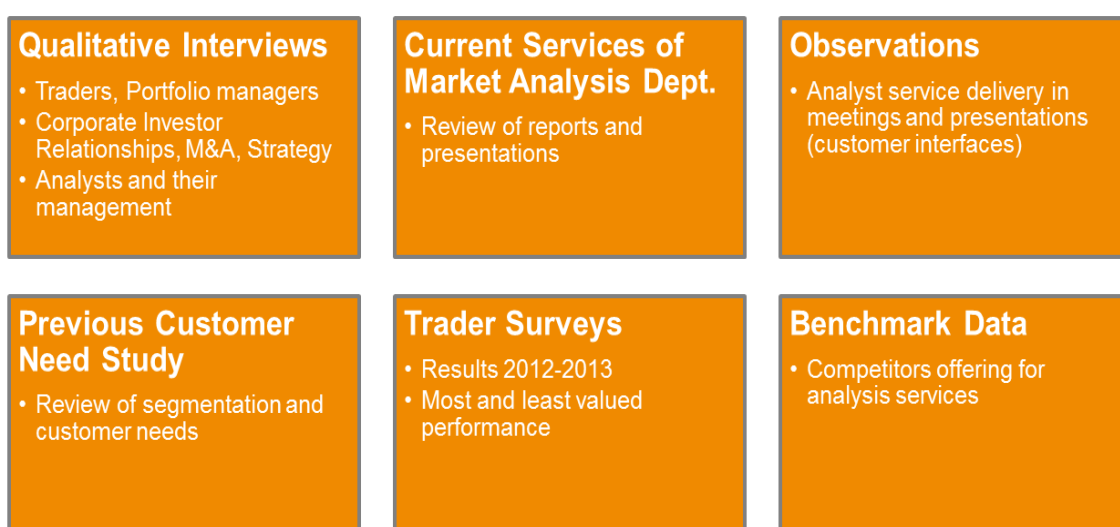 Qualitative Interviews
• Traders, Portfolio managers
• Corporate Investor
Relationships, M&A, Strategy
• Analysts and their
management
Current Services of
Market Analysis Dept.
• Review of reports and
presentations
Observations
• Analyst service delivery in
meetings and presentations
(customer interfaces)
Previous Customer
Need Study
• Review of segmentation and
customer needs
Trader Surveys
• Results 2012-2013
• Most and least valued
performance
Benchmark Data
• Competitors offering for
analysis services